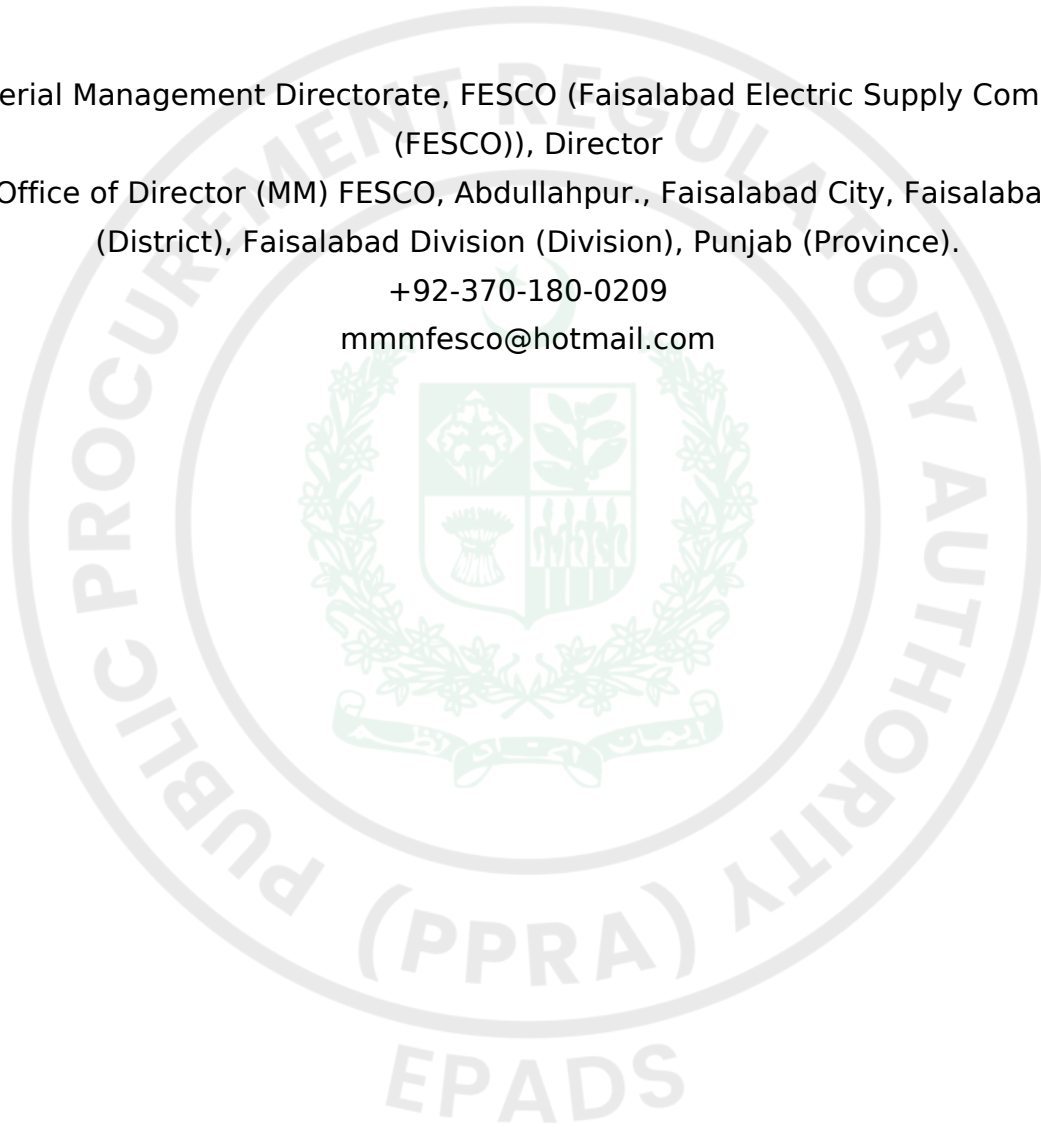 erial Management Directorate, FESCO (Faisalabad Electric Supply Com
(FESCO)), Director
Office of Director (MM) FESCO, Abdullahpur., Faisalabad City, Faisalaba
(District), Faisalabad Division (Division), Punjab (Province).
+92-370-180-0209
mmmfesco@hotmail.com
PUBLIC PROCUREMENT REGULATORY AUTHORITY
(PPRA)
EPADS